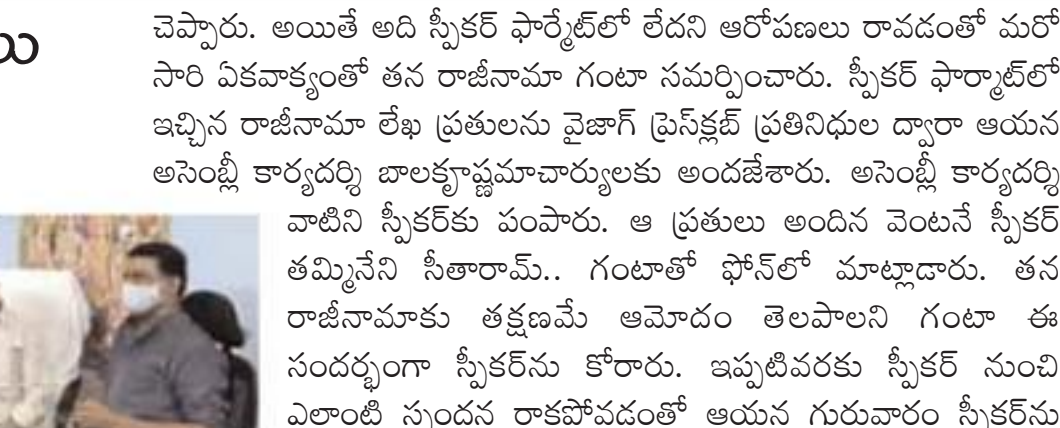 చెప్పారు. అయితే అది స్పీకర్ ఫార్మేట్‌లో లేదని ఆరోపణలు రావడంతో మరో
సారి ఏకవాక్యంతో తన రాజీనామా గంటా సమర్పించారు. స్పీకర్ ఫార్మాట్‌లో
ఇచ్చిన రాజీనామా లేఖ ప్రతులను వైజాగ్ ప్రెస్‌క్లబ్ ప్రతినిధుల ద్వారా ఆయన
అసెంబ్లీ కార్యదర్శి బాలకృష్ణమాచార్యులకు అందజేశారు. అసెంబ్లీ కార్యదర్శి
వాటిని స్పీకర్‌కు పంపారు. ఆ ప్రతులు అందిన వెంటనే స్పీకర్
తమ్మినేని సీతారామ్.. గంటాతో ఫోన్‌లో మాట్లాడారు. తన
రాజీనామాకు తక్షణమే ఆమోదం తెలపాలని గంటా ఈ
సందర్భంగా స్పీకర్‌ను కోరారు. ఇప్పటివరకు స్పీకర్ నుంచి
ఎలాంటి స్పందన రాకపోవడంతో ఆయన గురువారం స్పీకర్‌ను